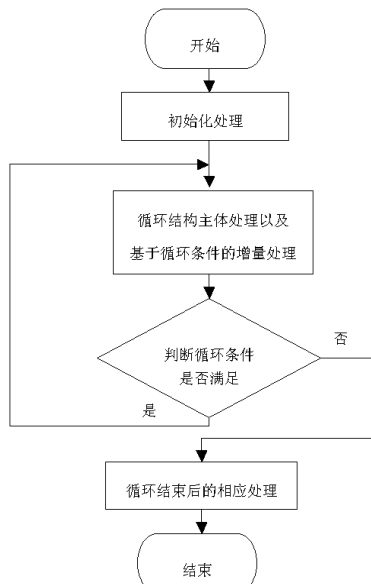 开始
初始化处理
循环结构主体处理以及
基于循环条件的增量处理
判断循环条件
是否满足
否
是
循环结束后的相应处理
结束